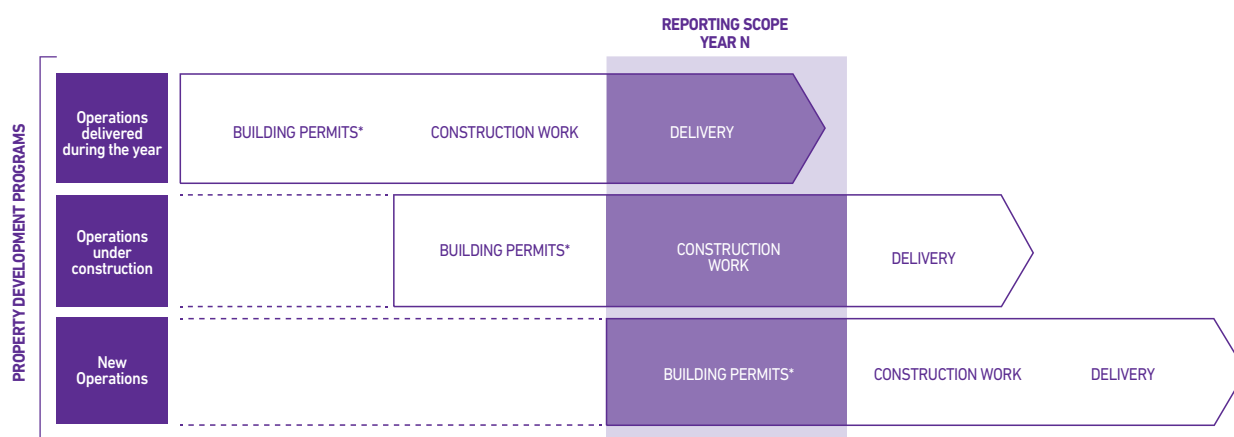 REPORTING SCOPE
YEAR N
PROPERTY DEVELOPMENT PROGRAMS
Operations
delivered
during the year
BUILDING PERMITS*
CONSTRUCTION WORK
DELIVERY
Operations
under
construction
BUILDING PERMITS*
CONSTRUCTION
WORK
DELIVERY
New
Operations
BUILDING PERMITS*
CONSTRUCTION WORK
DELIVERY